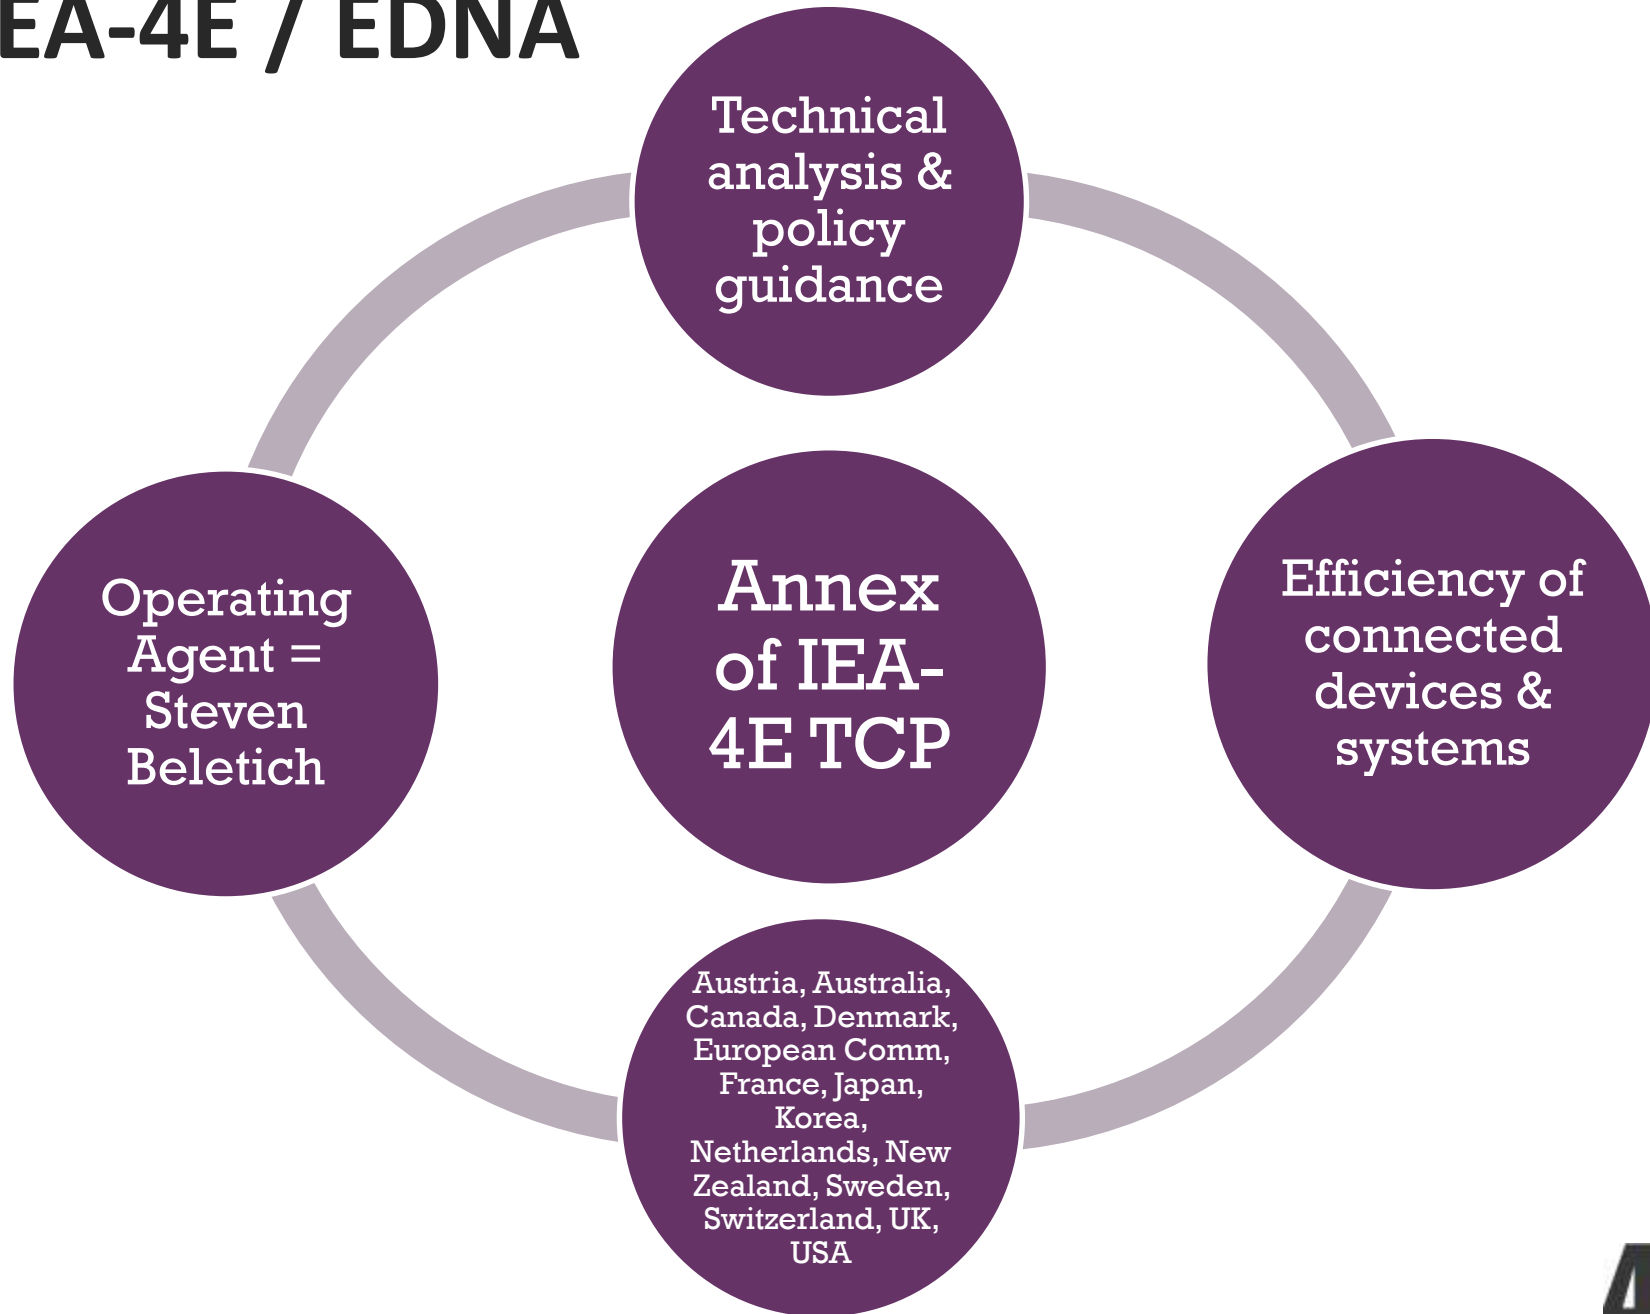 EA-4E / EDNA
Technical
analysis &
policy
guidance
Efficiency of
connected
devices &
systems
Annex
of IEA-
4E TCP
Operating
Agent =
Steven
Beletich
Austria, Australia,
Canada, Denmark,
European Comm,
France, Japan,
Korea,
Netherlands, New
Zealand, Sweden,
Switzerland, UK,
USA
4